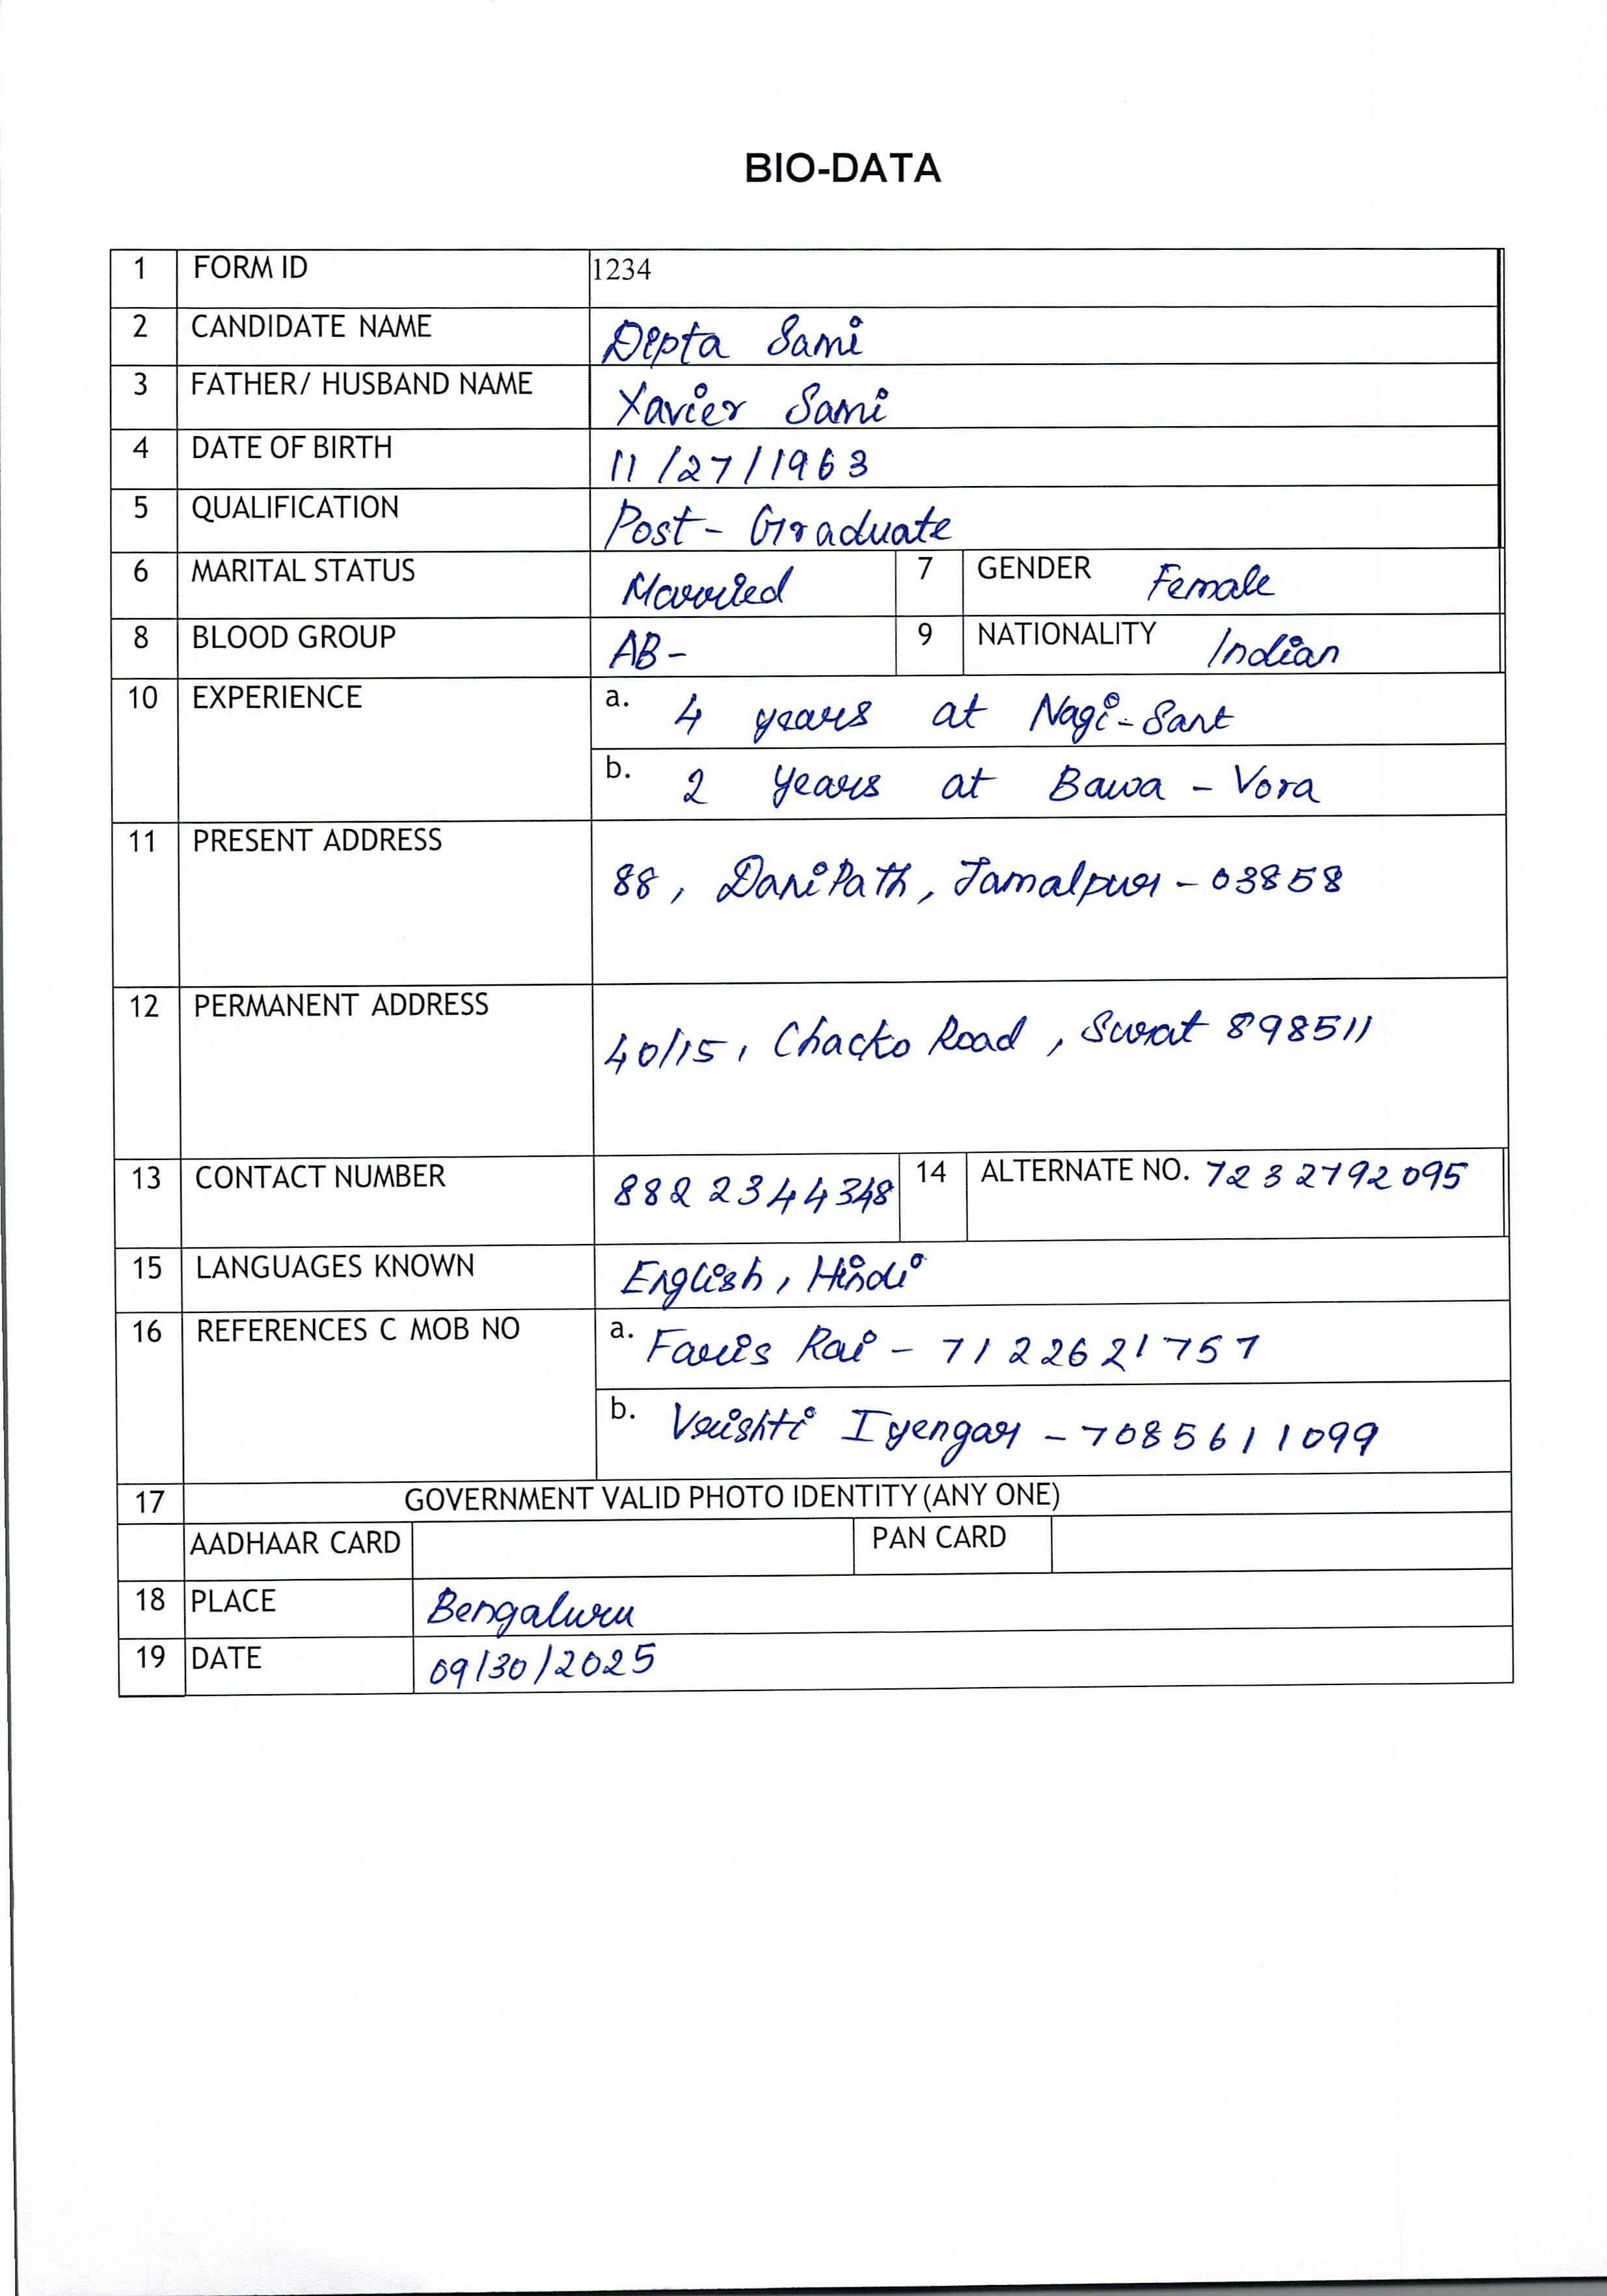 BIO-DATA
1 FORM ID 1234
2 CANDIDATE NAME Dipta Sami
3 FATHER/ HUSBAND NAME Xavier Sami
4 DATE OF BIRTH 11/27/1963
5 QUALIFICATION Post-Graduate
6 MARITAL STATUS Married 7 GENDER Female
8 BLOOD GROUP AB- 9 NATIONALITY Indian
10 EXPERIENCE a. 4 years at Nagi-Sant
b. 2 years at Bawa - Vora
11 PRESENT ADDRESS
88, Dani Path, Jamalpur - 03858
12 PERMANENT ADDRESS
40/15, Chacko Road, Surat 898511
13 CONTACT NUMBER 8822344348 14 ALTERNATE NO. 7232792095
15 LANGUAGES KNOWN English, Hindi
16 REFERENCES C MOB NO a. Faris Rai - 7122621757
b. Vrishti Iyengar - 7085611099
17 GOVERNMENT VALID PHOTO IDENTITY (ANY ONE)
AADHAAR CARD PAN CARD
18 PLACE Bengaluru
19 DATE 09/30/2025